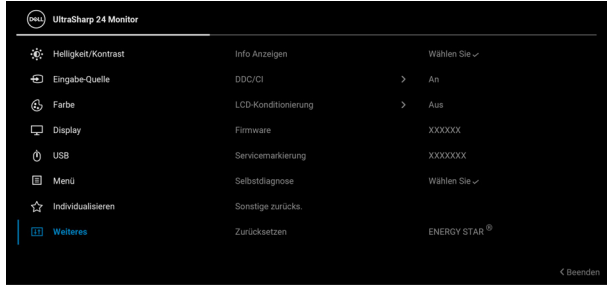 DELL UltraSharp 24 Monitor
Helligkeit/Kontrast Info Anzeigen Wählen Sie ✓
Eingabe-Quelle DDC/CI > An
Farbe LCD-Konditionierung > Aus
Display Firmware XXXXXX
USB Servicemarkierung XXXXXXX
Menü Selbstdiagnose Wählen Sie ✓
Individualisieren Sonstige zurücks.
Weiteres Zurücksetzen ENERGY STAR ®
< Beenden